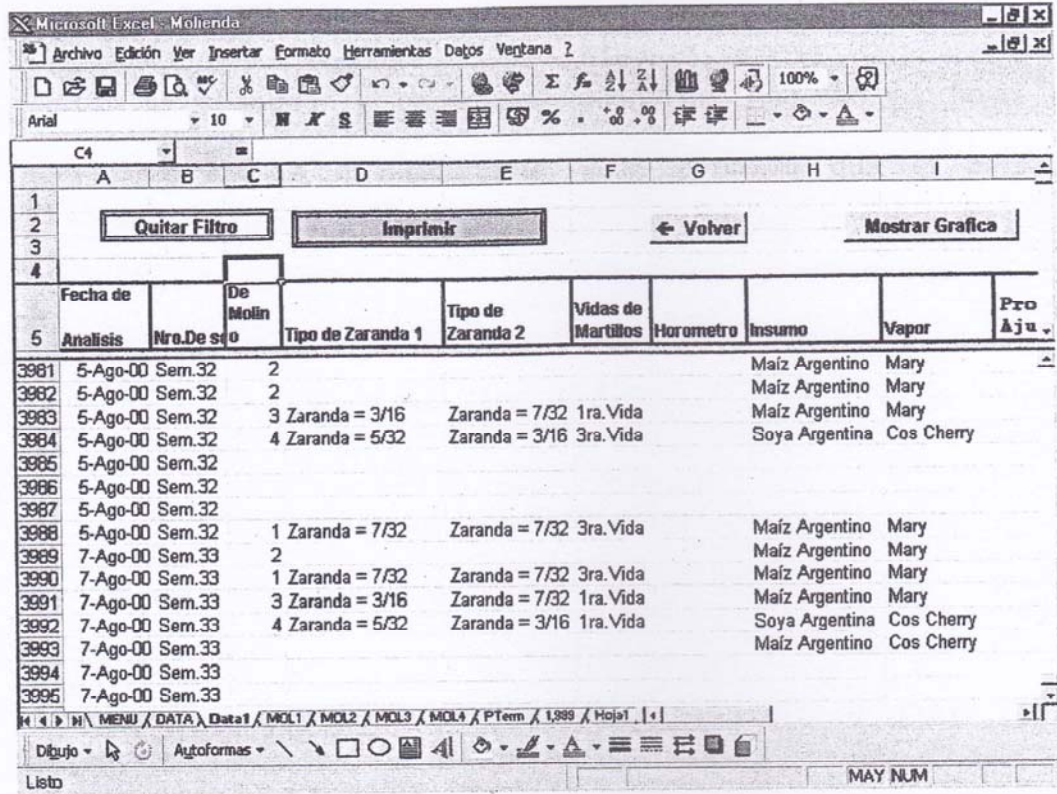 Microsoft Excel - Molienda
Archivo Edición Ver Insertar Formato Herramientas Datos Ventana ?
100%
Arial 10 N K S
C4 =
A B C D E F G H I
1
2 Quitar Filtro Imprimir ← Volver Mostrar Grafica
3
4
5 Fecha de Analisis Nro.De se De Molin o Tipo de Zaranda 1 Tipo de Zaranda 2 Vidas de Martillos Horometro Insumo Vapor Pro Aju
3981 5-Ago-00 Sem.32 2 Maíz Argentino Mary
3982 5-Ago-00 Sem.32 2 Maíz Argentino Mary
3983 5-Ago-00 Sem.32 3 Zaranda = 3/16 Zaranda = 7/32 1ra.Vida Maíz Argentino Mary
3984 5-Ago-00 Sem.32 4 Zaranda = 5/32 Zaranda = 3/16 3ra.Vida Soya Argentina Cos Cherry
3985 5-Ago-00 Sem.32
3986 5-Ago-00 Sem.32
3987 5-Ago-00 Sem.32
3988 5-Ago-00 Sem.32 1 Zaranda = 7/32 Zaranda = 7/32 3ra.Vida Maíz Argentino Mary
3989 7-Ago-00 Sem.33 2 Maíz Argentino Mary
3990 7-Ago-00 Sem.33 1 Zaranda = 7/32 Zaranda = 7/32 3ra.Vida Maíz Argentino Mary
3991 7-Ago-00 Sem.33 3 Zaranda = 3/16 Zaranda = 7/32 1ra.Vida Maíz Argentino Mary
3992 7-Ago-00 Sem.33 4 Zaranda = 5/32 Zaranda = 3/16 1ra.Vida Soya Argentina Cos Cherry
3993 7-Ago-00 Sem.33 Maíz Argentino Cos Cherry
3994 7-Ago-00 Sem.33
3995 7-Ago-00 Sem.33
MENU / DATA \ Data1 / MOL1 / MOL2 / MOL3 / MOL4 / PTerm / 1,999 / Hoja1
Dibujo Autoformas
Listo MAY NUM